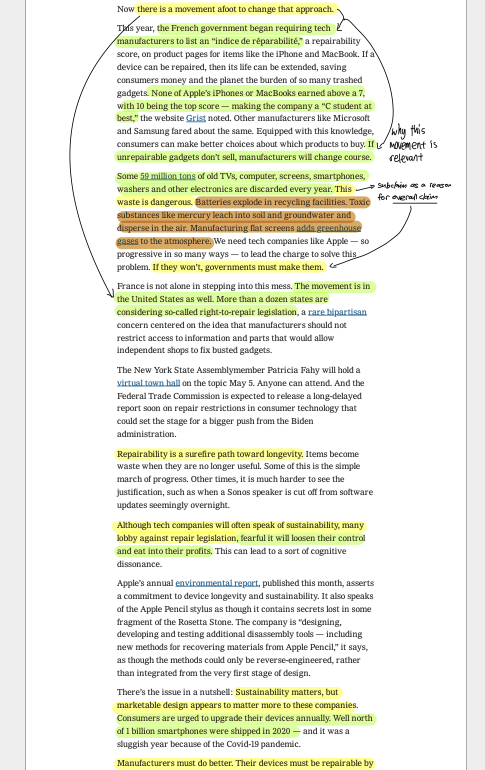 Now there is a movement afoot to change that approach.
This year, the French government began requiring tech
manufacturers to list an “indice de réparabilité,” a repairability
score, on product pages for items like the iPhone and MacBook. If a
device can be repaired, then its life can be extended, saving
consumers money and the planet the burden of so many trashed
gadgets. None of Apple’s iPhones or MacBooks earned above a 7,
with 10 being the top score — making the company a “C student at
best,” the website Grist noted. Other manufacturers like Microsoft
and Samsung fared about the same. Equipped with this knowledge,
consumers can make better choices about which products to buy. If
unrepairable gadgets don’t sell, manufacturers will change course.
why this
movement is
relevant
Some 59 million tons of old TVs, computer, screens, smartphones,
washers and other electronics are discarded every year. This
waste is dangerous. Batteries explode in recycling facilities. Toxic
substances like mercury leach into soil and groundwater and
disperse in the air. Manufacturing flat screens adds greenhouse
gases to the atmosphere. We need tech companies like Apple — so
progressive in so many ways — to lead the charge to solve this
problem. If they won’t, governments must make them.
Subclaim as a reason
for overall claim
France is not alone in stepping into this mess. The movement is in
the United States as well. More than a dozen states are
considering so-called right-to-repair legislation, a rare bipartisan
concern centered on the idea that manufacturers should not
restrict access to information and parts that would allow
independent shops to fix busted gadgets.
The New York State Assemblymember Patricia Fahy will hold a
virtual town hall on the topic May 5. Anyone can attend. And the
Federal Trade Commission is expected to release a long-delayed
report soon on repair restrictions in consumer technology that
could set the stage for a bigger push from the Biden
administration.
Repairability is a surefire path toward longevity. Items become
waste when they are no longer useful. Some of this is the simple
march of progress. Other times, it is much harder to see the
justification, such as when a Sonos speaker is cut off from software
updates seemingly overnight.
Although tech companies will often speak of sustainability, many
lobby against repair legislation, fearful it will loosen their control
and eat into their profits. This can lead to a sort of cognitive
dissonance.
Apple’s annual environmental report, published this month, asserts
a commitment to device longevity and sustainability. It also speaks
of the Apple Pencil stylus as though it contains secrets lost in some
fragment of the Rosetta Stone. The company is “designing,
developing and testing additional disassembly tools — including
new methods for recovering materials from Apple Pencil,” it says,
as though the methods could only be reverse-engineered, rather
than integrated from the very first stage of design.
There’s the issue in a nutshell: Sustainability matters, but
marketable design appears to matter more to these companies.
Consumers are urged to upgrade their devices annually. Well north
of 1 billion smartphones were shipped in 2020 — and it was a
sluggish year because of the Covid-19 pandemic.
Manufacturers must do better. Their devices must be repairable by